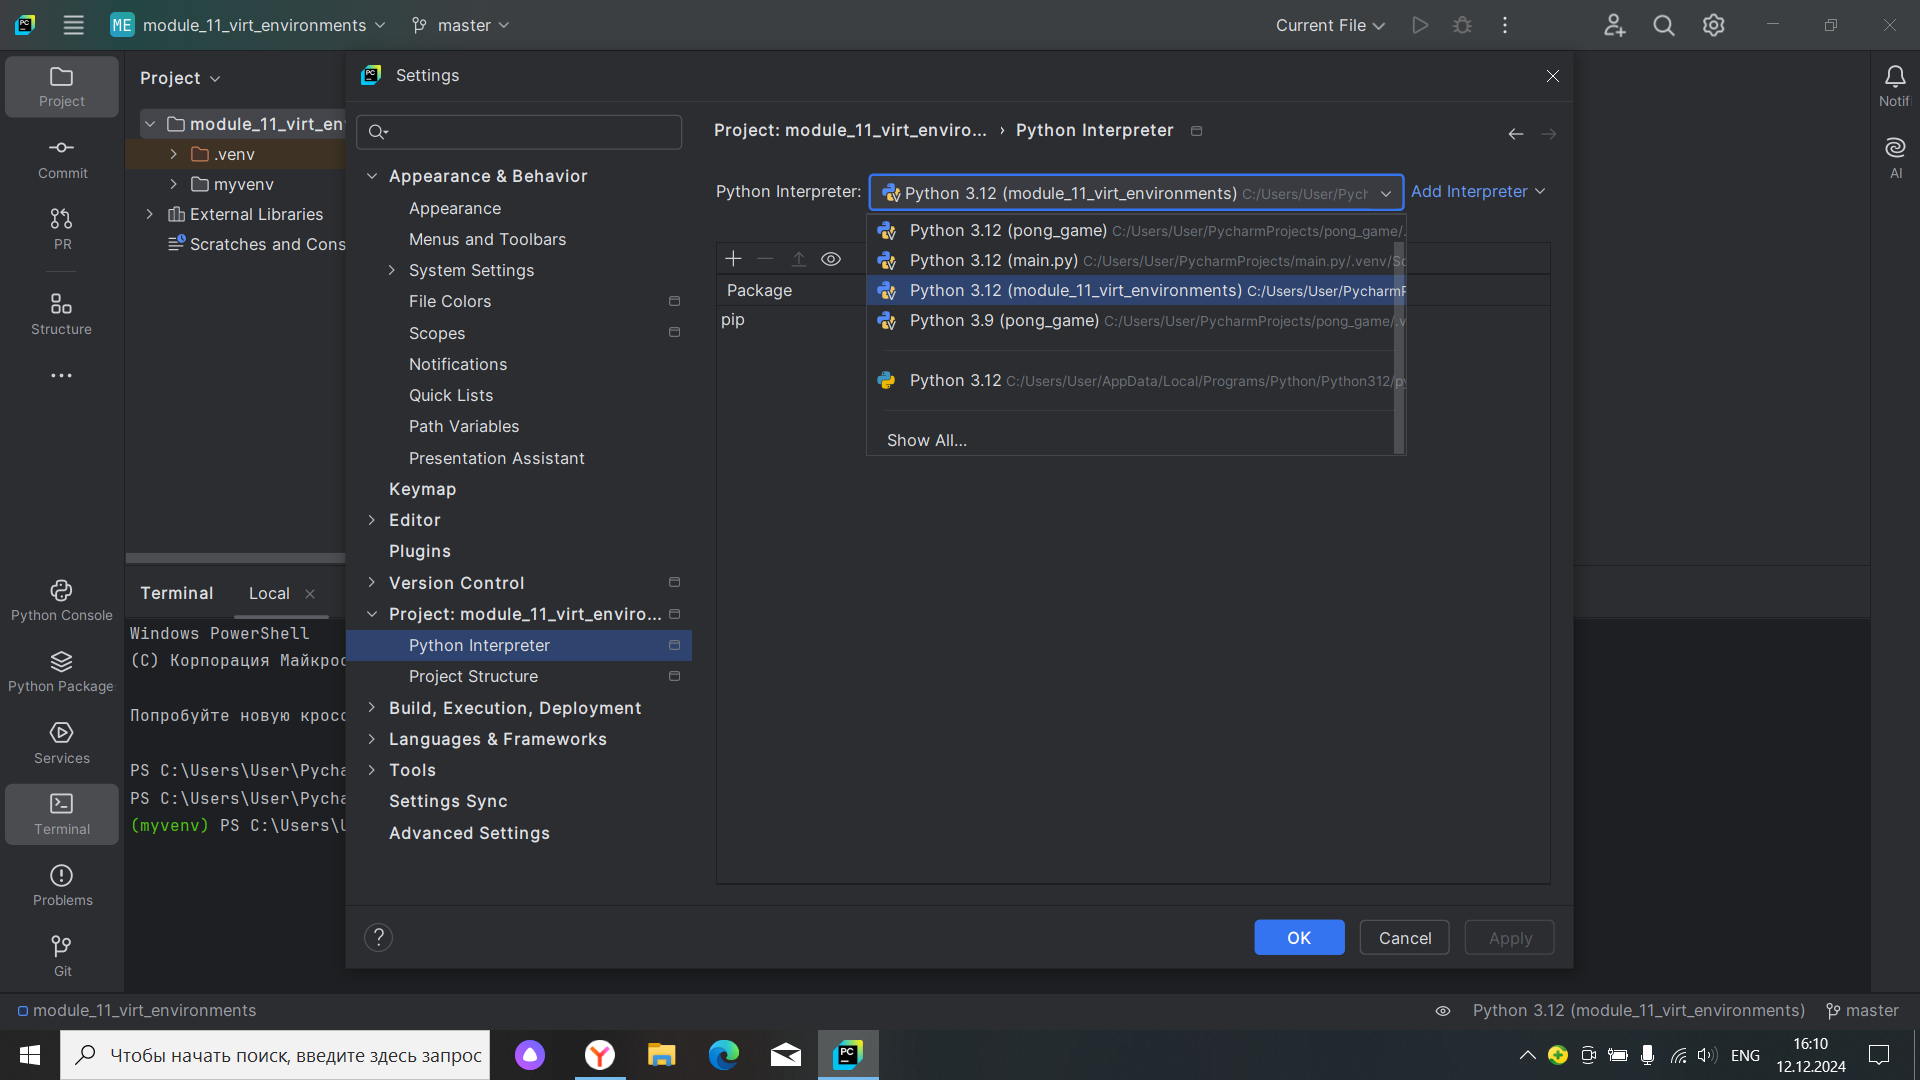 ME module_11_virt_environments master Current File
Project
Commit
PR
Structure
Python Console
Python Package
Services
Terminal
Problems
Git
Project
module_11_virt_en
.venv
myvenv
External Libraries
Scratches and Cons
Terminal Local
Windows PowerShell
(C) Корпорация Майкрос
Попробуйте новую кросс
PS C:\Users\User\Pycha
PS C:\Users\User\Pycha
(myvenv) PS C:\Users\U
Settings
Appearance & Behavior
Appearance
Menus and Toolbars
System Settings
File Colors
Scopes
Notifications
Quick Lists
Path Variables
Presentation Assistant
Keymap
Editor
Plugins
Version Control
Project: module_11_virt_enviro...
Python Interpreter
Project Structure
Build, Execution, Deployment
Languages & Frameworks
Tools
Settings Sync
Advanced Settings
Project: module_11_virt_enviro... › Python Interpreter
Python Interpreter: Python 3.12 (module_11_virt_environments) C:/Users/User/Pych Add Interpreter
Python 3.12 (pong_game) C:/Users/User/PycharmProjects/pong_game/.
Python 3.12 (main.py) C:/Users/User/PycharmProjects/main.py/.venv/Sc
Python 3.12 (module_11_virt_environments) C:/Users/User/PycharmP
Python 3.9 (pong_game) C:/Users/User/PycharmProjects/pong_game/.v
Python 3.12 C:/Users/User/AppData/Local/Programs/Python/Python312/py
Show All...
Package
pip
? OK Cancel Apply
Notifi
AI
module_11_virt_environments Python 3.12 (module_11_virt_environments) master
Чтобы начать поиск, введите здесь запрос
ENG
16:10
12.12.2024